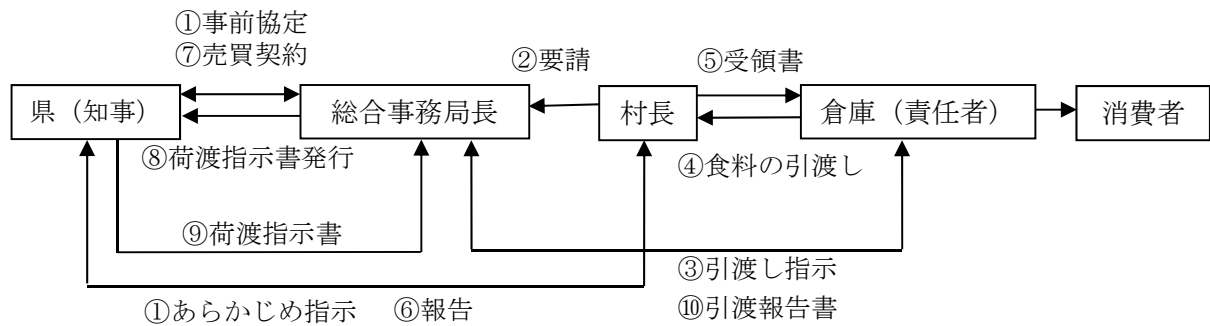 ①事前協定
⑦売買契約
②要請
⑤受領書
県（知事）
総合事務局長
村長
倉庫（責任者）
消費者
⑧荷渡指示書発行
④食料の引渡し
⑨荷渡指示書
③引渡し指示
①あらかじめ指示
⑥報告
⑩引渡報告書